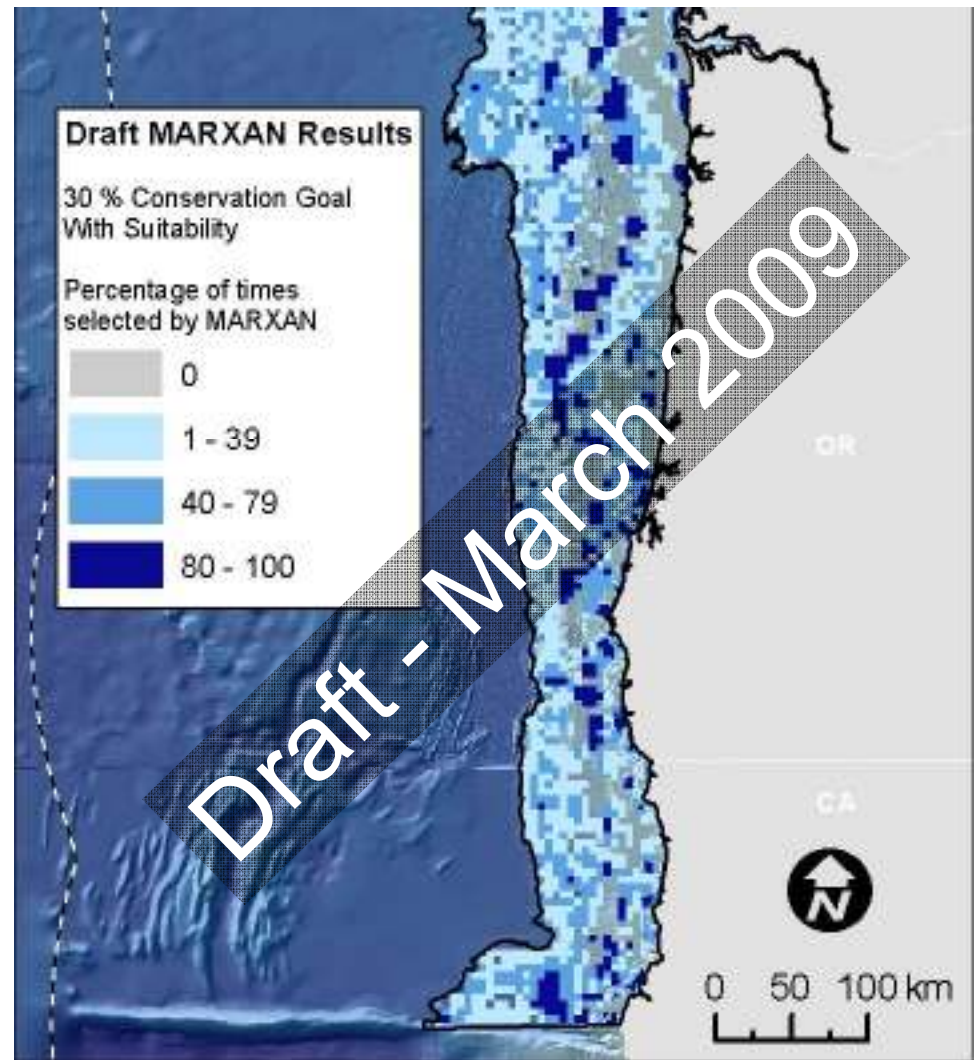 Draft MARXAN Results
30 % Conservation Goal
With Suitability
Percentage of times
selected by MARXAN
0
1 - 39
40 - 79
80 - 100
Draft - March 2009
OR
CA
N
0 50 100 km